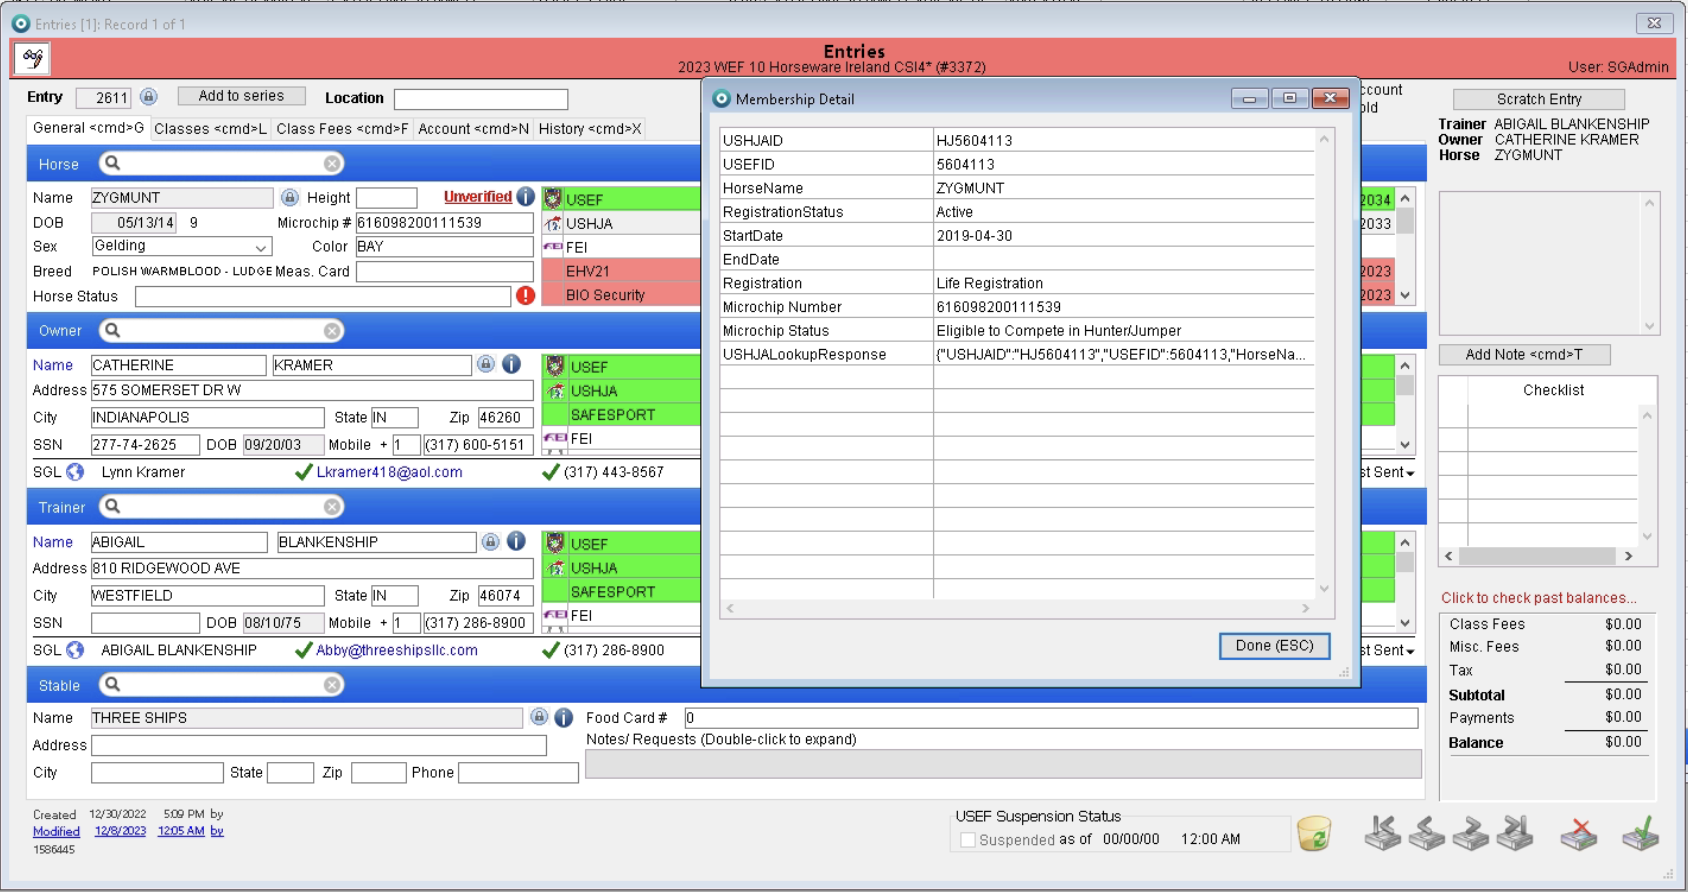 Entries [1]: Record 1 of 1
Entries
2023 WEF 10 Horseware Ireland CSI4* (#3372)
User: SGAdmin
Entry 2611 Add to series Location
General <cmd>G Classes <cmd>L Class Fees <cmd>F Account <cmd>N History <cmd>X
Horse
Name ZYGMUNT Height Unverified
DOB 05/13/14 9 Microchip # 616098200111539
Sex Gelding Color BAY
Breed POLISH WARMBLOOD - LUDGE Meas. Card
Horse Status
USEF 2034
USHJA 2033
FEI
EHV21 2023
BIO Security 2023
Owner
Name CATHERINE KRAMER
Address 575 SOMERSET DR W
City INDIANAPOLIS State IN Zip 46260
SSN 277-74-2625 DOB 09/20/03 Mobile + 1 (317) 600-5151
USEF
USHJA
SAFESPORT
FEI
SGL Lynn Kramer Lkramer418@aol.com (317) 443-8567 st Sent
Trainer
Name ABIGAIL BLANKENSHIP
Address 810 RIDGEWOOD AVE
City WESTFIELD State IN Zip 46074
SSN DOB 08/10/75 Mobile + 1 (317) 286-8900
USEF
USHJA
SAFESPORT
FEI
SGL ABIGAIL BLANKENSHIP Abby@threeshipsllc.com (317) 286-8900 st Sent
Stable
Name THREE SHIPS Food Card # 0
Address Notes/ Requests (Double-click to expand)
City State Zip Phone
Created 12/30/2022 5:09 PM by
Modified 12/8/2023 12:05 AM by
1586445
USEF Suspension Status
Suspended as of 00/00/00 12:00 AM
Membership Detail
USHJAID HJ5604113
USEFID 5604113
HorseName ZYGMUNT
RegistrationStatus Active
StartDate 2019-04-30
EndDate
Registration Life Registration
Microchip Number 616098200111539
Microchip Status Eligible to Compete in Hunter/Jumper
USHJALookupResponse {"USHJAID":"HJ5604113","USEFID":5604113,"HorseNa...
Done (ESC)
ccount
old
Scratch Entry
Trainer ABIGAIL BLANKENSHIP
Owner CATHERINE KRAMER
Horse ZYGMUNT
Add Note <cmd>T
Checklist
Click to check past balances...
Class Fees $0.00
Misc. Fees $0.00
Tax $0.00
Subtotal $0.00
Payments $0.00
Balance $0.00